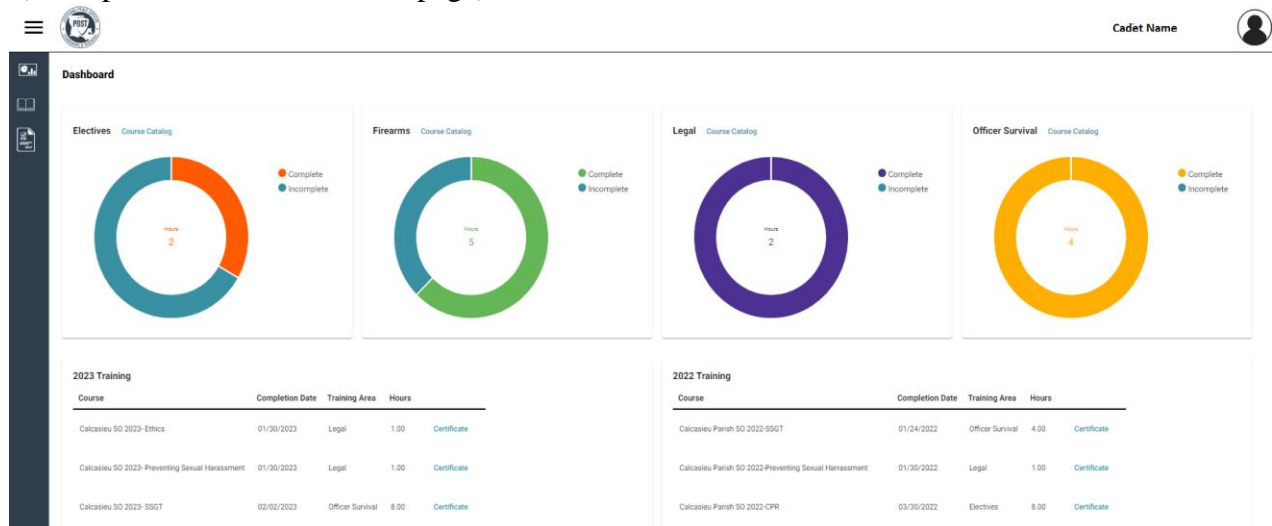 POST
Cadet Name
Dashboard
Electives Course Catalog
Complete
Incomplete
Hours
2
Firearms Course Catalog
Complete
Incomplete
Hours
5
Legal Course Catalog
Complete
Incomplete
Hours
2
Officer Survival Course Catalog
Complete
Incomplete
Hours
4
2023 Training
Course Completion Date Training Area Hours
Calcasieu SO 2023- Ethics 01/30/2023 Legal 1.00 Certificate
Calcasieu SO 2023- Preventing Sexual Harassment 01/30/2023 Legal 1.00 Certificate
Calcasieu SO 2023- SSGT 02/02/2023 Officer Survival 8.00 Certificate
2022 Training
Course Completion Date Training Area Hours
Calcasieu Parish SO 2022-SSGT 01/24/2022 Officer Survival 4.00 Certificate
Calcasieu Parish SO 2022-Preventing Sexual Harrassment 01/30/2022 Legal 1.00 Certificate
Calcasieu Parish SO 2022-CPR 03/30/2022 Electives 8.00 Certificate